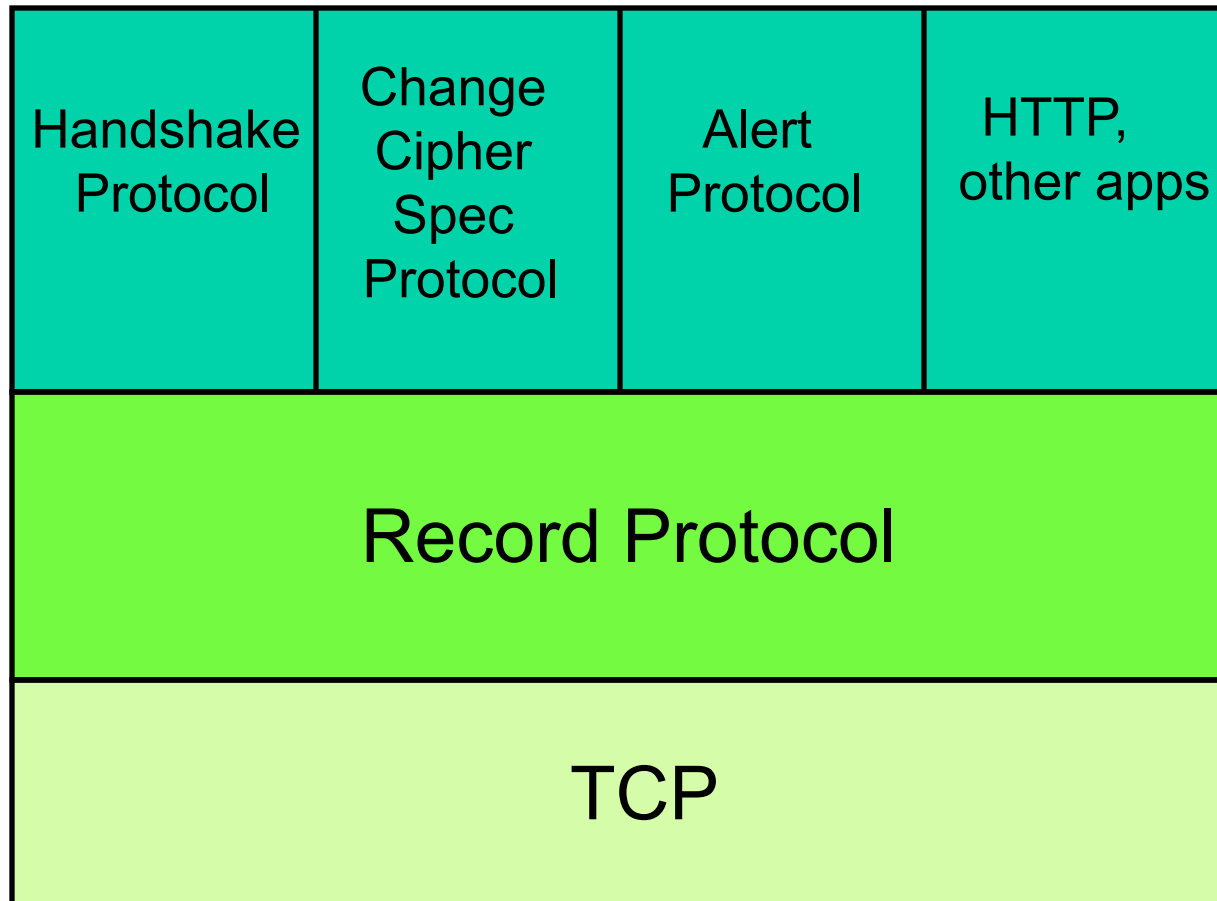 Handshake
Protocol
Change
Cipher
Spec
Protocol
Alert
Protocol
HTTP,
other apps
Record Protocol
TCP